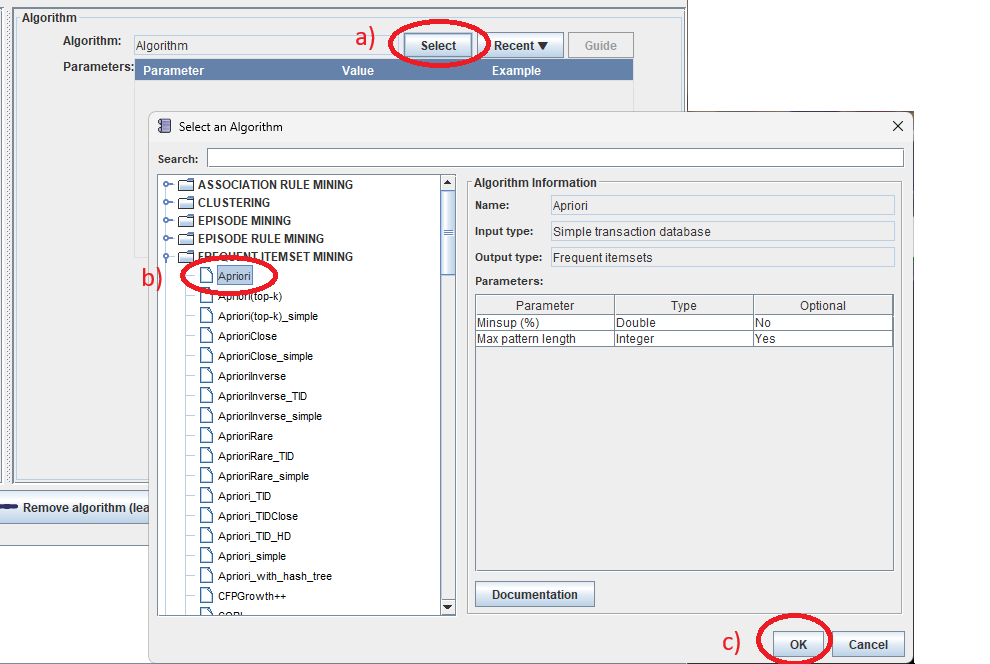 Algorithm
Algorithm: Algorithm a) Select Recent ▼ Guide
Parameters: Parameter Value Example
Select an Algorithm
Search:
ASSOCIATION RULE MINING
CLUSTERING
EPISODE MINING
EPISODE RULE MINING
FREQUENT ITEMSET MINING
b) Apriori
Apriori(top-k)
Apriori(top-k)_simple
AprioriClose
AprioriClose_simple
AprioriInverse
AprioriInverse_TID
AprioriInverse_simple
AprioriRare
AprioriRare_TID
AprioriRare_simple
Apriori_TID
Apriori_TIDClose
Apriori_TID_HD
Apriori_simple
Apriori_with_hash_tree
CFPGrowth++
Algorithm Information
Name: Apriori
Input type: Simple transaction database
Output type: Frequent itemsets
Parameters:
Parameter Type Optional
Minsup (%) Double No
Max pattern length Integer Yes
Documentation
Remove algorithm (lea
c) OK Cancel